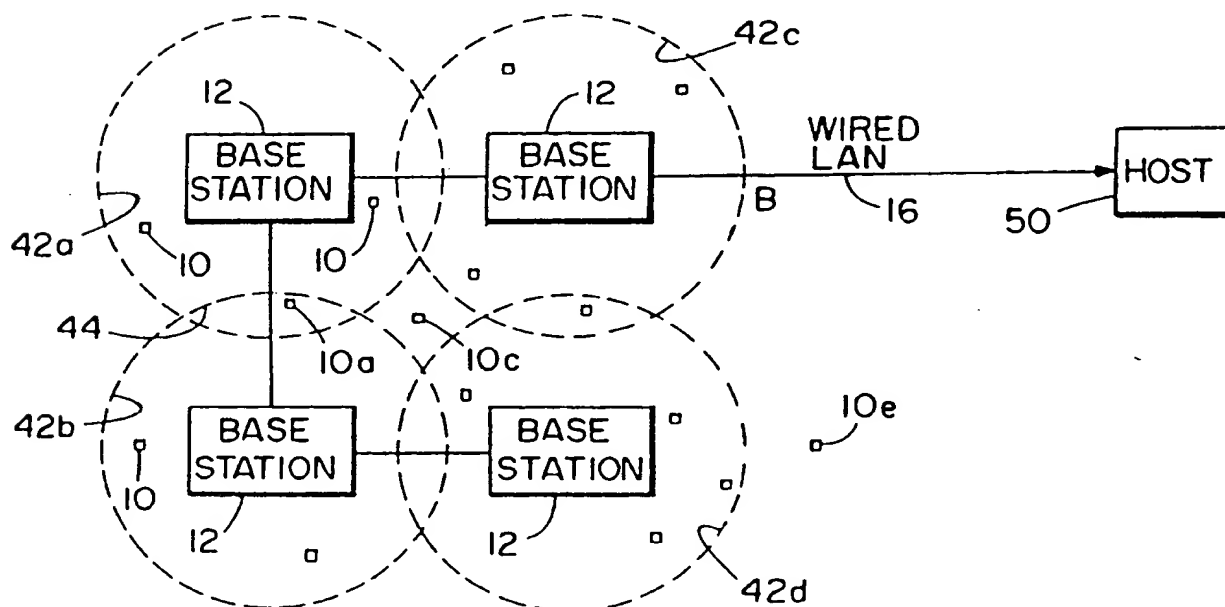 42c
12
12
BASE
STATION
BASE
STATION
WIRED
LAN
HOST
B
16
50
42a
10
10
44
10a
10c
42b
10e
BASE
STATION
BASE
STATION
10
12
12
42d